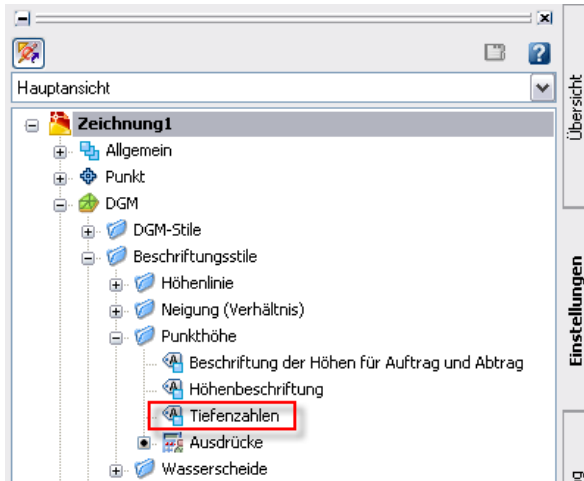 Hauptansicht
Zeichnung1
Allgemein
Punkt
DGM
DGM-Stile
Beschriftungsstile
Höhenlinie
Neigung (Verhältnis)
Punkthöhe
Beschriftung der Höhen für Auftrag und Abtrag
Höhenbeschriftung
Tiefenzahlen
Ausdrücke
Wasserscheide
Übersicht
Einstellungen